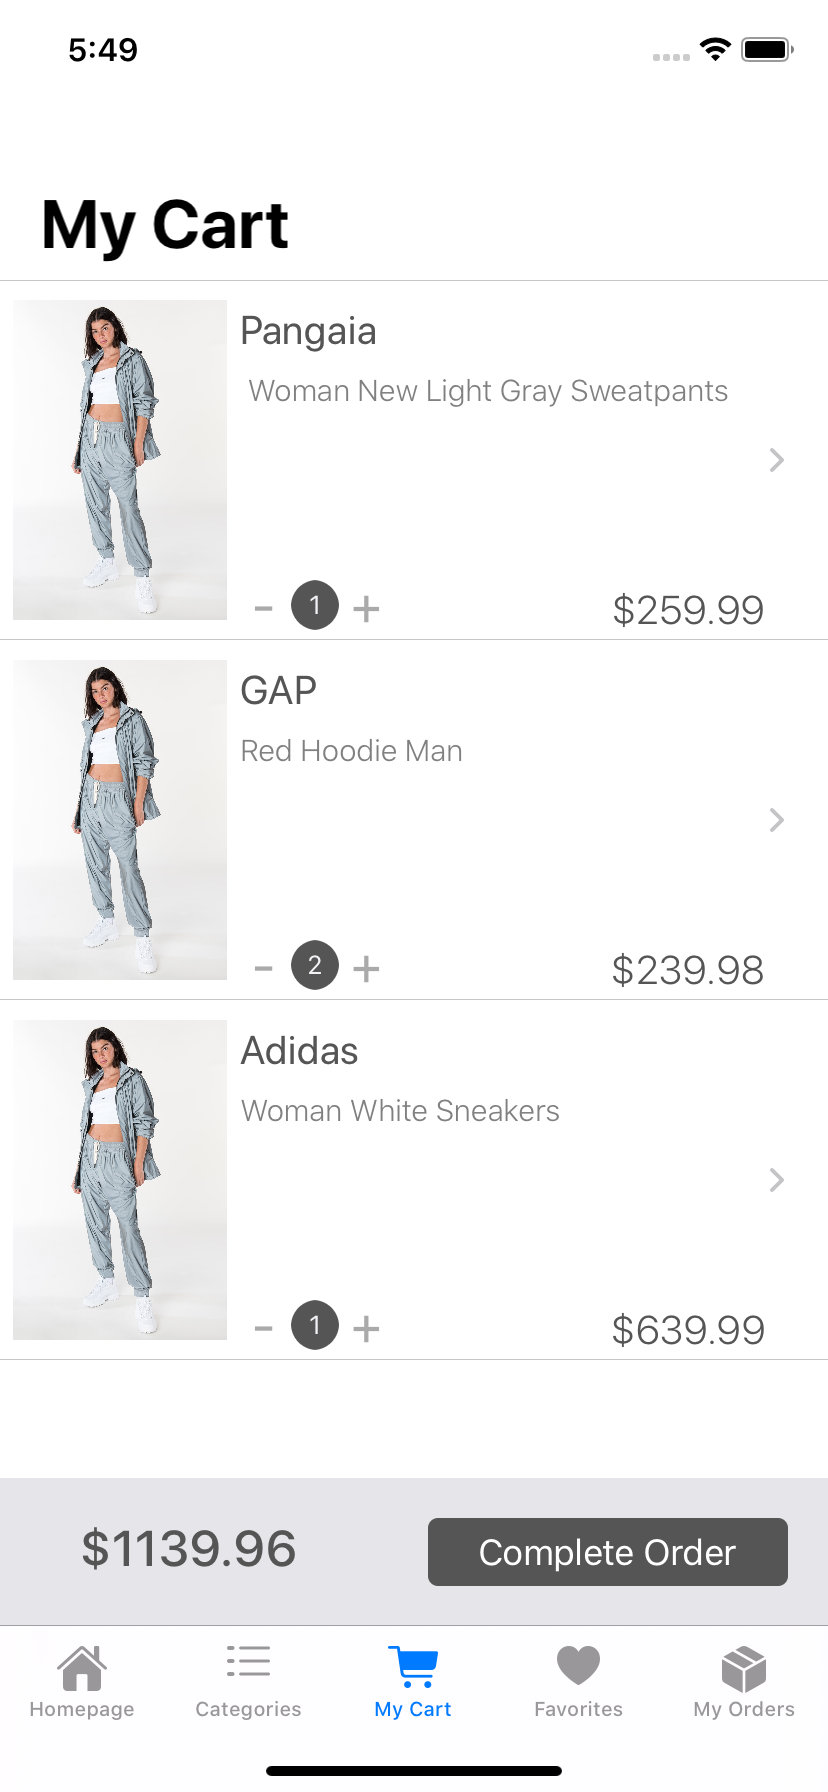 5:49
My Cart
Pangaia
Woman New Light Gray Sweatpants
- 1 +
$259.99
GAP
Red Hoodie Man
- 2 +
$239.98
Adidas
Woman White Sneakers
- 1 +
$639.99
$1139.96
Complete Order
Homepage
Categories
My Cart
Favorites
My Orders